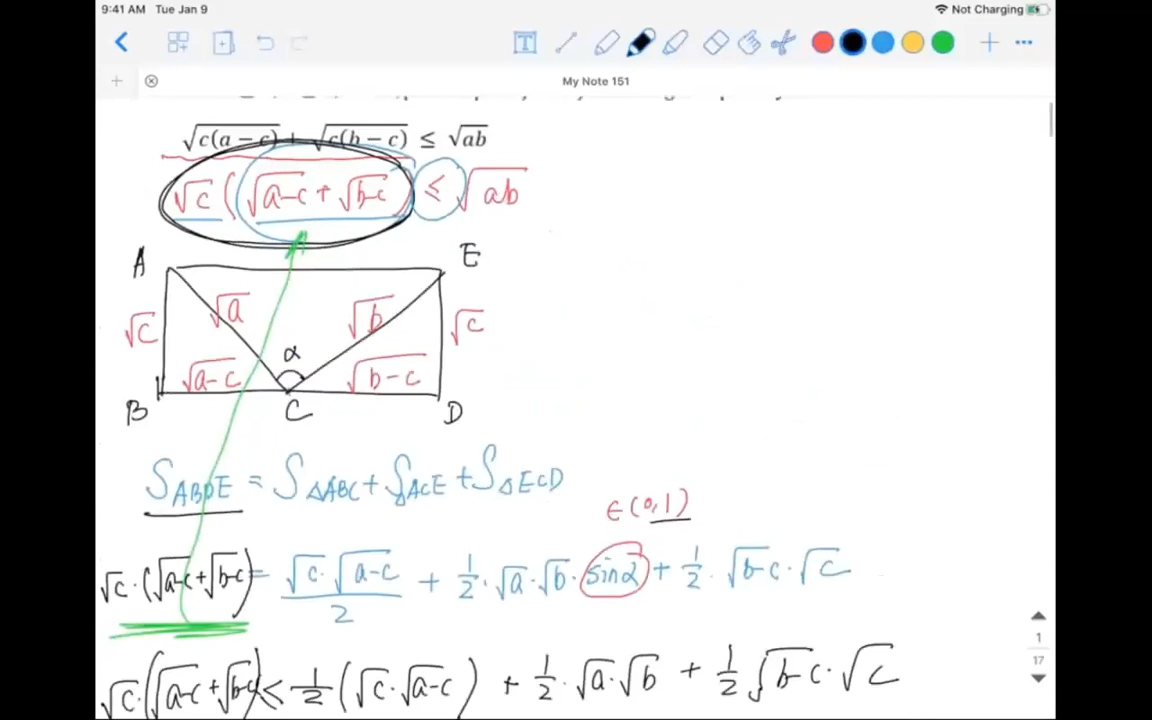 9:41 AM Tue Jan 9
Not Charging
T
My Note 151
√c(a − c) + √c(b − c) ≤ √ab
√c (√a-c + √b-c) ≤ √ab
A E
√c √a √b √c
α
√a-c √b-c
B C D
S_ABDE = S_ΔABC + S_ΔACE + S_ΔECD
∈ (0,1)
√c · (√a-c + √b-c) = √c · √a-c / 2 + 1/2 · √a · √b · sinα + 1/2 · √b-c · √c
√c · (√a-c + √b-c) < 1/2 (√c · √a-c) + 1/2 · √a · √b + 1/2 √b-c · √c
1
17